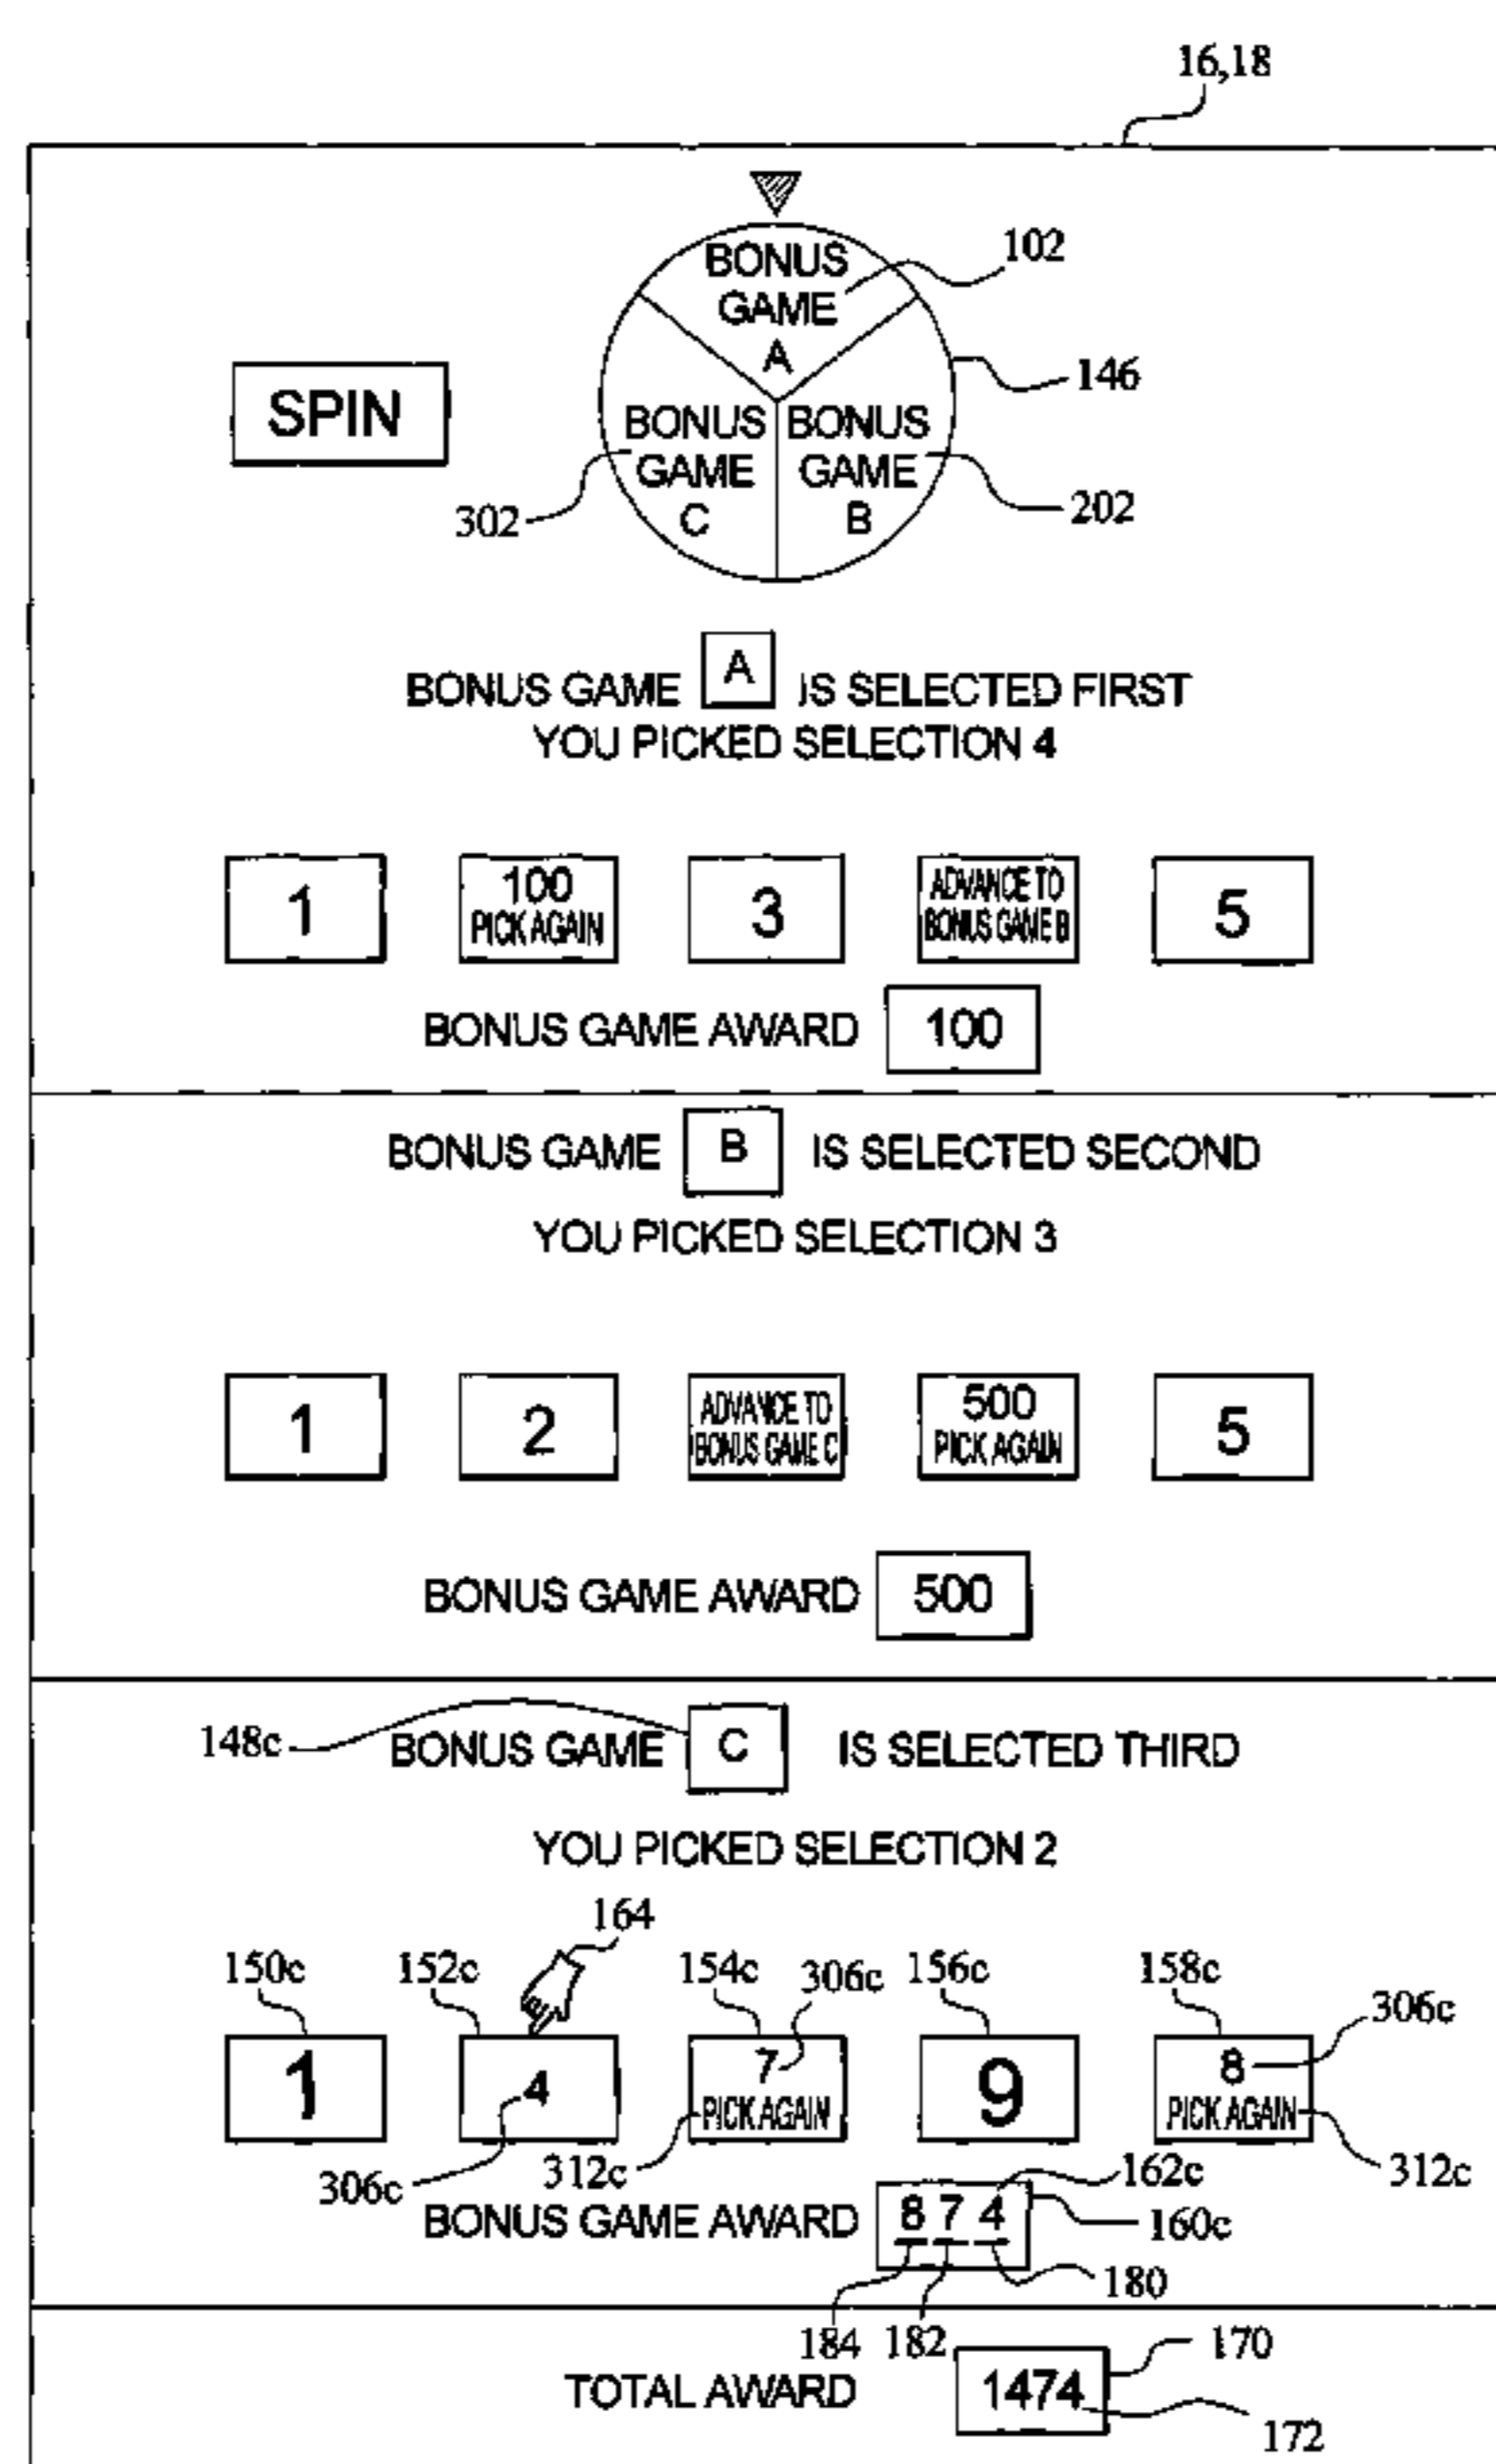 16,18
BONUS
GAME
A
102
146
SPIN
BONUS
GAME
C
BONUS
GAME
B
302
202
BONUS GAME A IS SELECTED FIRST
YOU PICKED SELECTION 4
1
100
PICK AGAIN
3
ADVANCE TO
BONUS GAME B
5
BONUS GAME AWARD 100
BONUS GAME B IS SELECTED SECOND
YOU PICKED SELECTION 3
1
2
ADVANCE TO
BONUS GAME C
500
PICK AGAIN
5
BONUS GAME AWARD 500
148c BONUS GAME C IS SELECTED THIRD
YOU PICKED SELECTION 2
164
150c 152c 154c 306c 156c 158c 306c
1
4
7
PICK AGAIN
9
8
PICK AGAIN
306c 312c 162c 312c
BONUS GAME AWARD 8 7 4 160c
180
184 182 170
TOTAL AWARD 1474
172